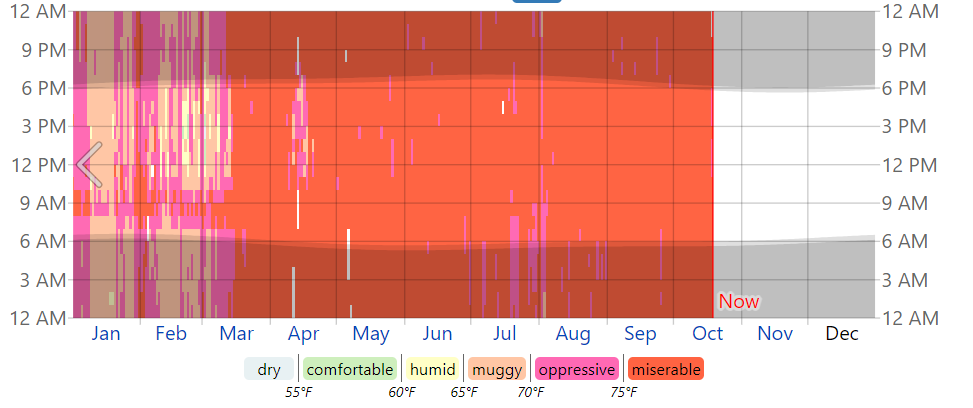 12 AM 12 AM
9 PM 9 PM
6 PM 6 PM
3 PM 3 PM
12 PM 12 PM
9 AM 9 AM
6 AM 6 AM
3 AM 3 AM
Now
12 AM 12 AM
Jan Feb Mar Apr May Jun Jul Aug Sep Oct Nov Dec
dry comfortable humid muggy oppressive miserable
55°F 60°F 65°F 70°F 75°F